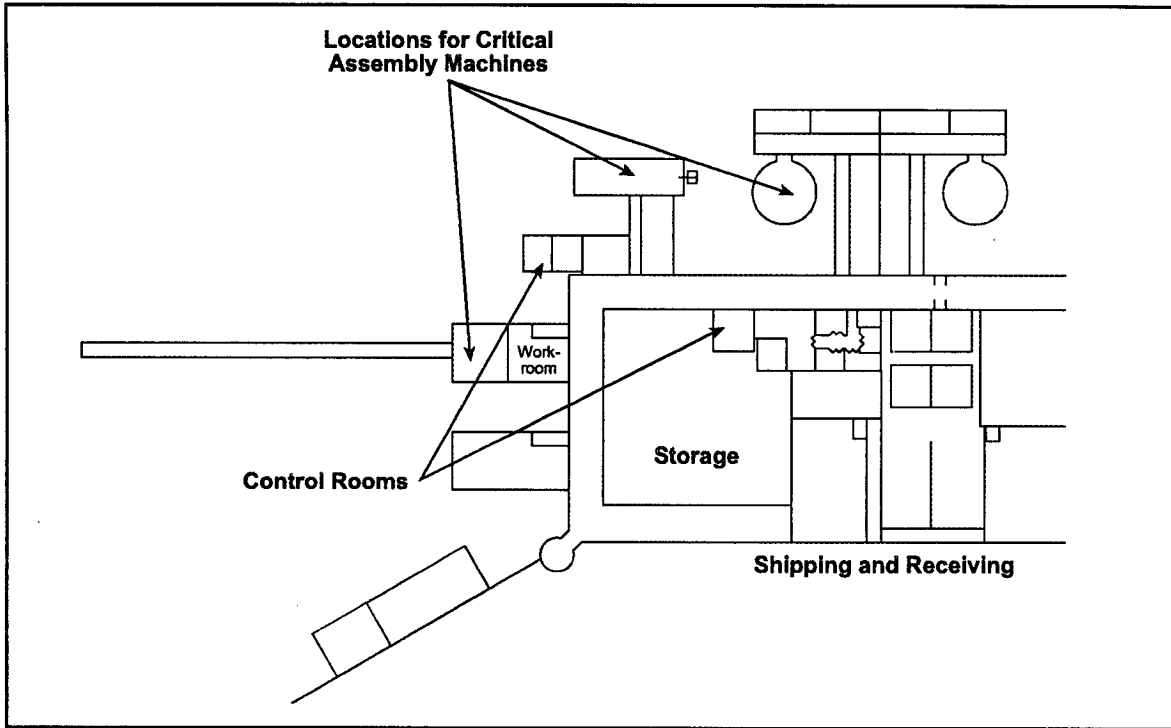 Locations for Critical
Assembly Machines
Work-
room
Storage
Control Rooms
Shipping and Receiving